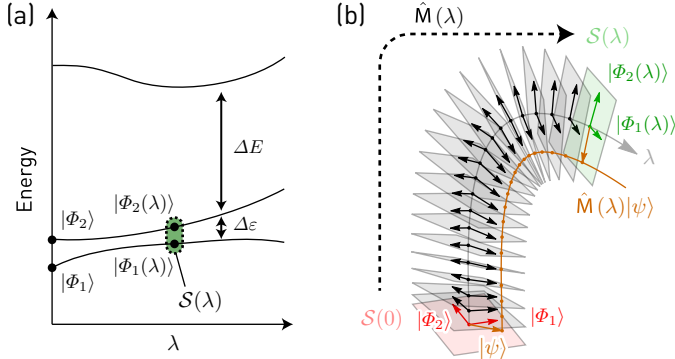 (a)
Energy
ΔE
|Φ₂⟩
|Φ₂(λ)⟩
Δε
|Φ₁⟩
|Φ₁(λ)⟩
S(λ)
λ
(b)
M̂(λ)
S(λ)
|Φ₂(λ)⟩
|Φ₁(λ)⟩
λ
M̂(λ)|ψ⟩
S(0)
|Φ₂⟩
|Φ₁⟩
|ψ⟩